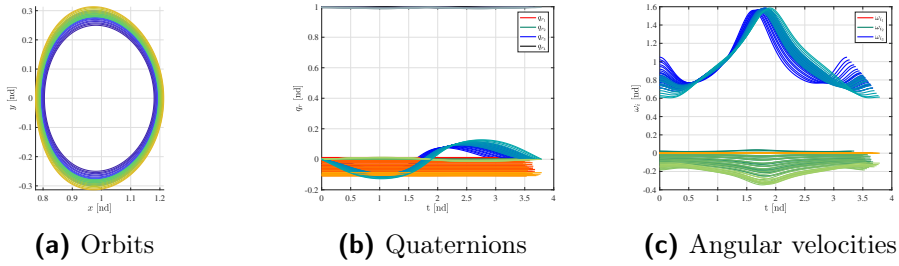 0.3
0.2
0.1
0
-0.1
-0.2
-0.3
y [nd]
0.8 0.9 1 1.1 1.2
x [nd]
1
0.8
0.6
0.4
0.2
0
-0.2
q_r [nd]
0 0.5 1 1.5 2 2.5 3 3.5 4
t [nd]
1.6
1.4
1.2
1
0.8
0.6
0.4
0.2
0
-0.2
-0.4
ω_i [nd]
0 0.5 1 1.5 2 2.5 3 3.5 4
t [nd]
(a) Orbits
(b) Quaternions
(c) Angular velocities